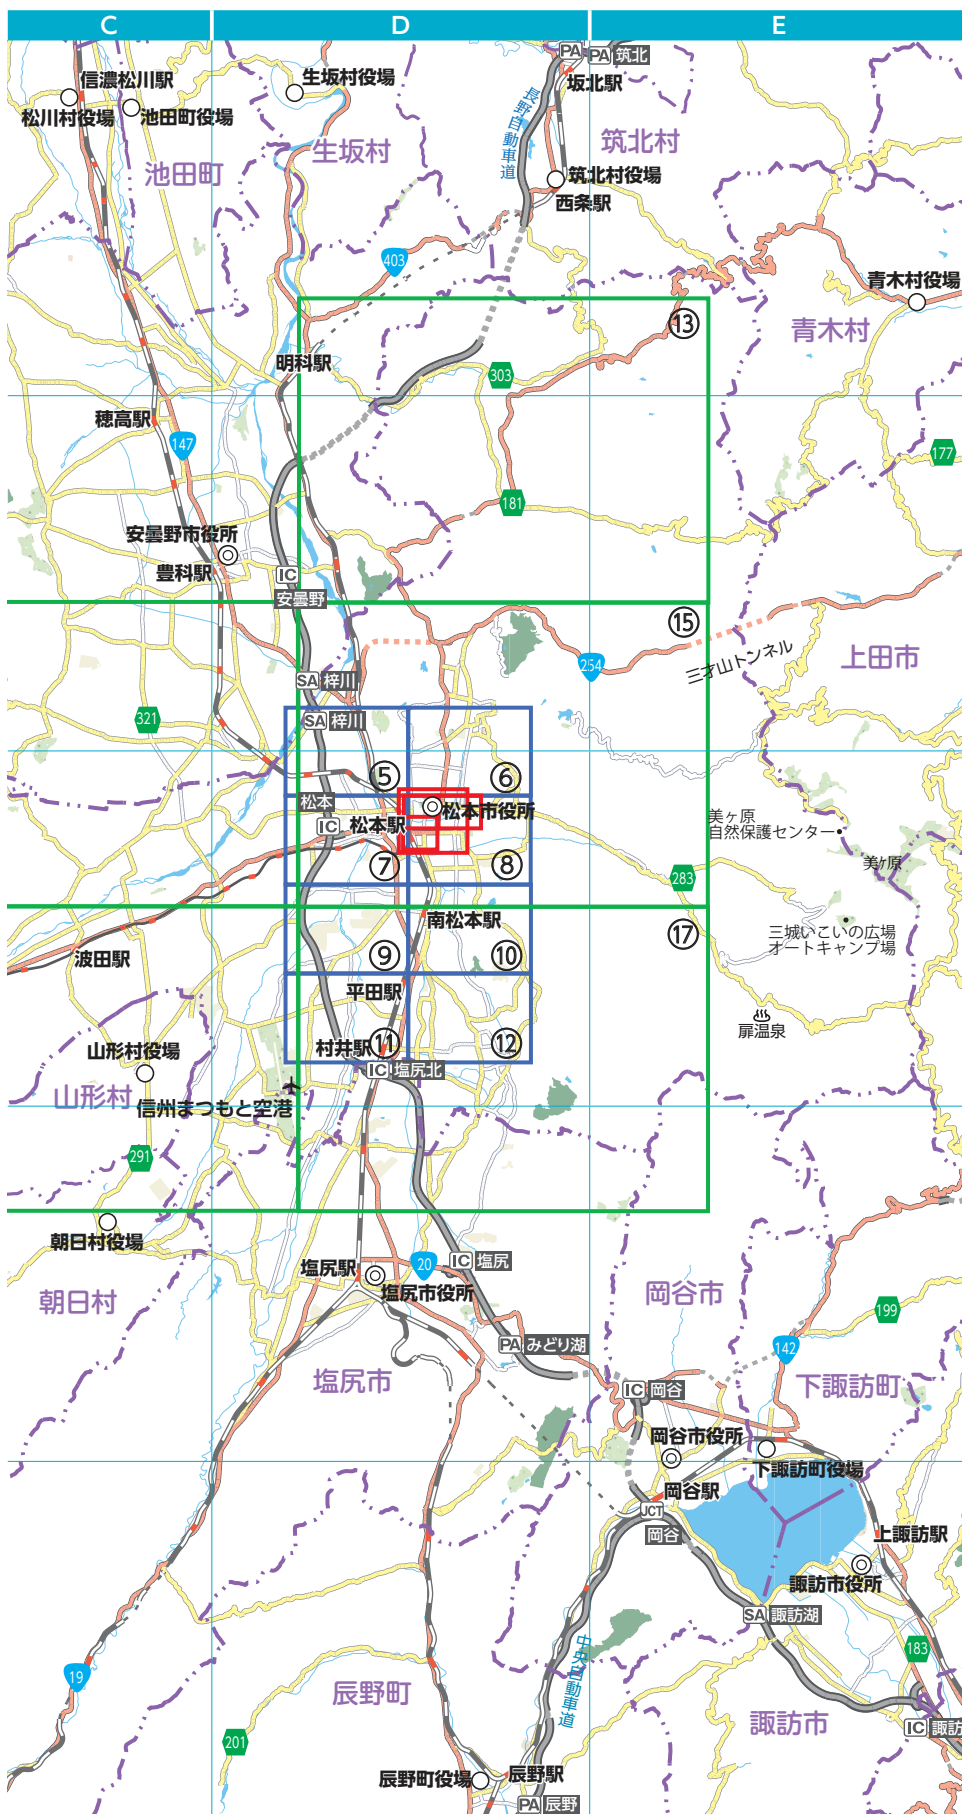 C
D
E
PA
PA 筑北
信濃松川駅
生坂村役場
坂北駅
松川村役場
池田町役場
長野自動車道
生坂村
筑北村
池田町
筑北村役場
西条駅
403
青木村役場
⑬
青木村
明科駅
303
穂高駅
147
177
181
安曇野市役所
豊科駅
IC
安曇野
⑮
三才山トンネル
上田市
254
SA 梓川
321
SA 梓川
⑤
⑥
松本
松本市役所
IC
松本駅
美ヶ原
自然保護センター
⑦
⑧
283
美ケ原
南松本駅
⑰
三城いこいの広場
オートキャンプ場
波田駅
⑨
⑩
平田駅
扉温泉
村井駅
⑪
⑫
山形村役場
IC 塩尻北
山形村
信州まつもと空港
291
朝日村役場
塩尻駅
20
IC 塩尻
塩尻市役所
朝日村
岡谷市
199
PA みどり湖
142
塩尻市
下諏訪町
IC 岡谷
岡谷市役所
下諏訪町役場
岡谷駅
JCT
岡谷
上諏訪駅
諏訪市役所
SA 諏訪湖
183
中央自動車道
19
辰野町
諏訪市
201
IC 諏訪
辰野町役場
辰野駅
PA 辰野